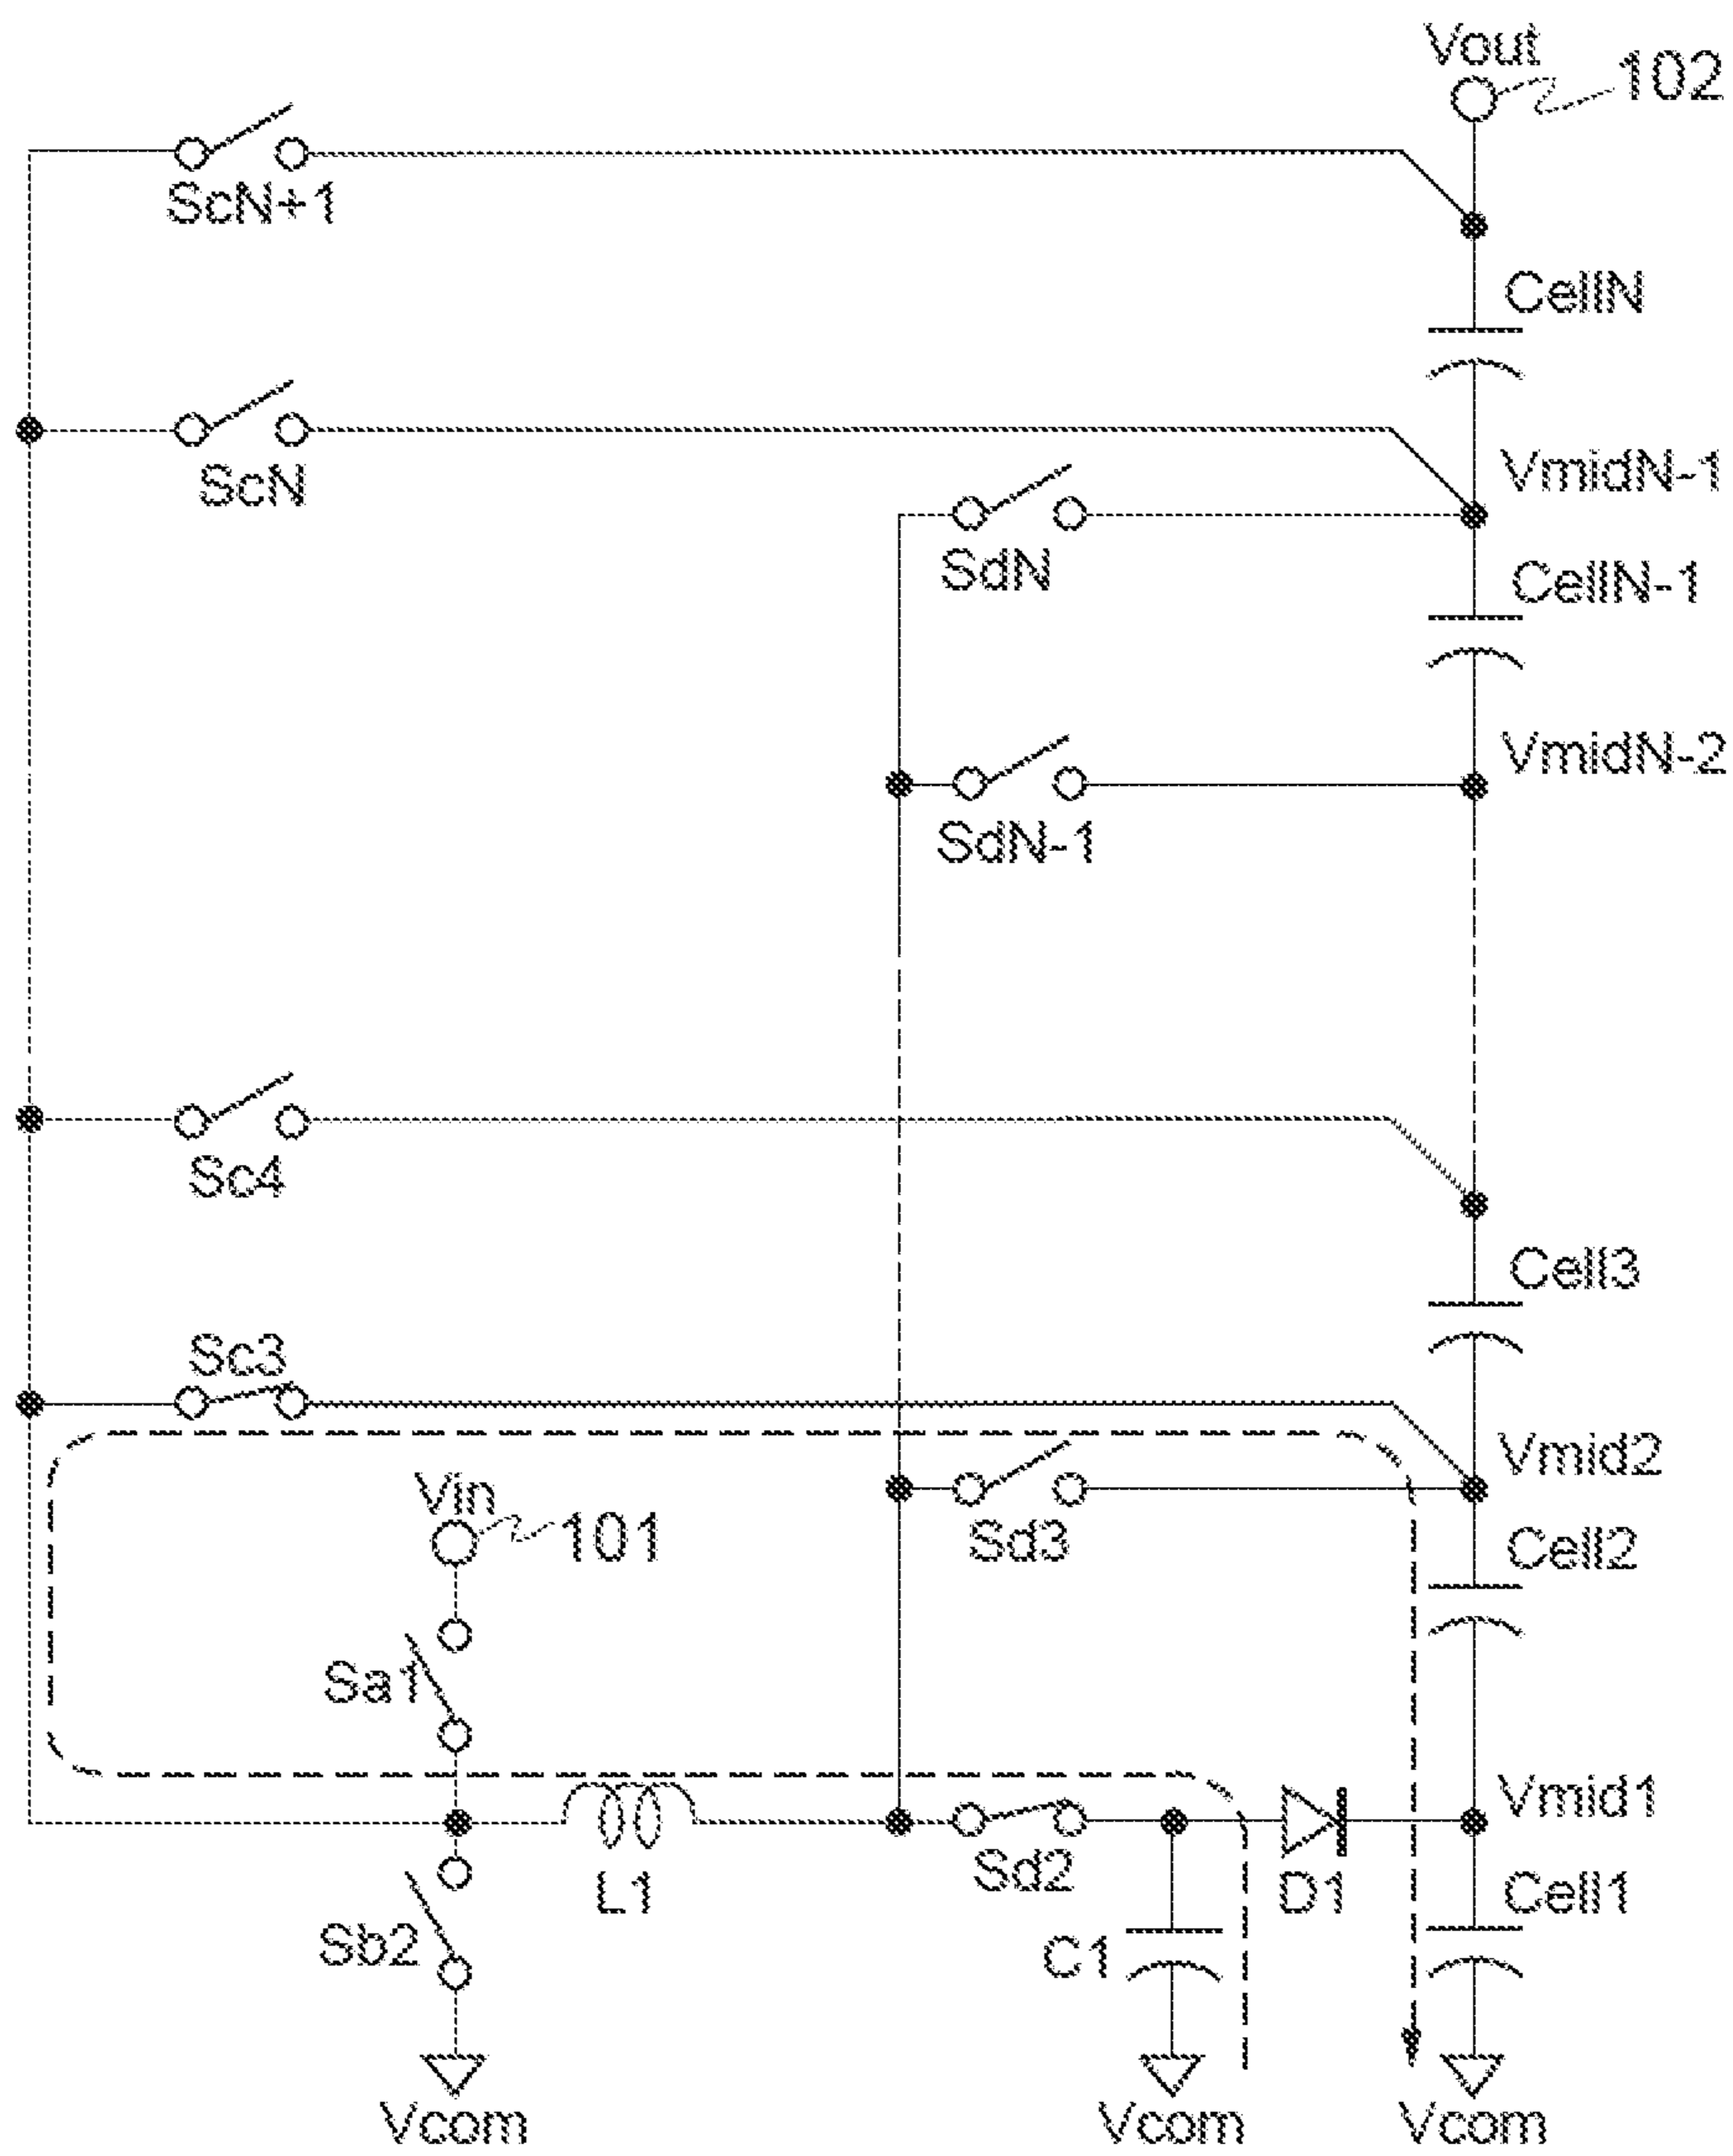 Vout
102
ScN+1
CellN
ScN
VmidN-1
SdN
CellN-1
VmidN-2
SdN-1
Sc4
Cell3
Sc3
Vmid2
Vin
101
Sd3
Cell2
Sa1
Vmid1
L1
Sd2
D1
Cell1
Sb2
C1
Vcom
Vcom
Vcom